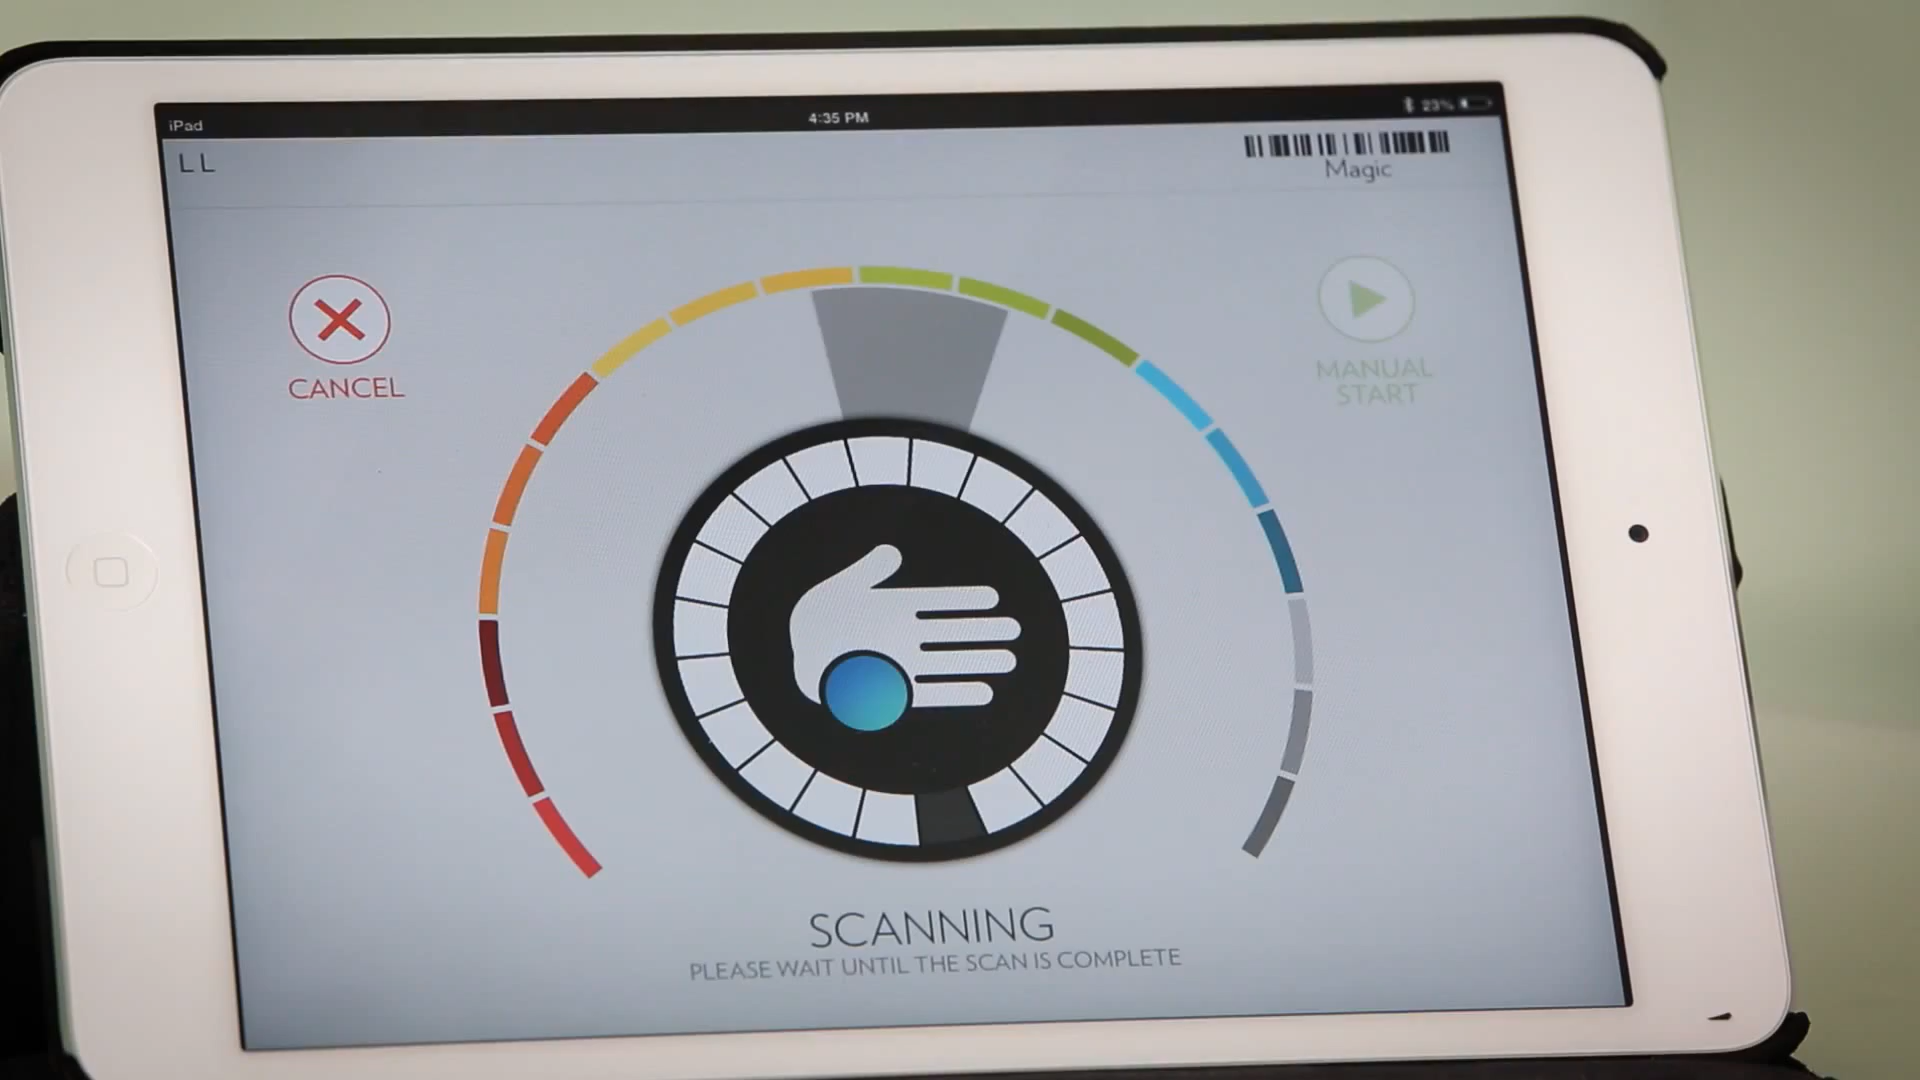 iPad
4:35 PM
23%
LL
Magic
CANCEL
MANUAL
START
SCANNING
PLEASE WAIT UNTIL THE SCAN IS COMPLETE